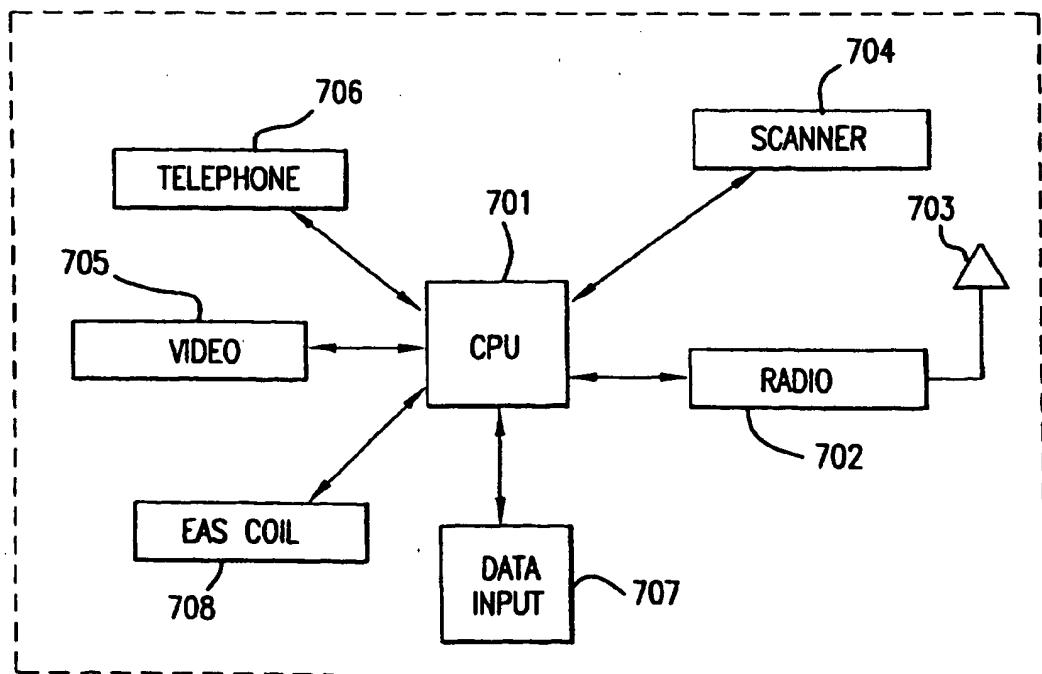 704
706
SCANNER
TELEPHONE
701
703
705
VIDEO
CPU
RADIO
702
EAS COIL
DATA
INPUT
707
708